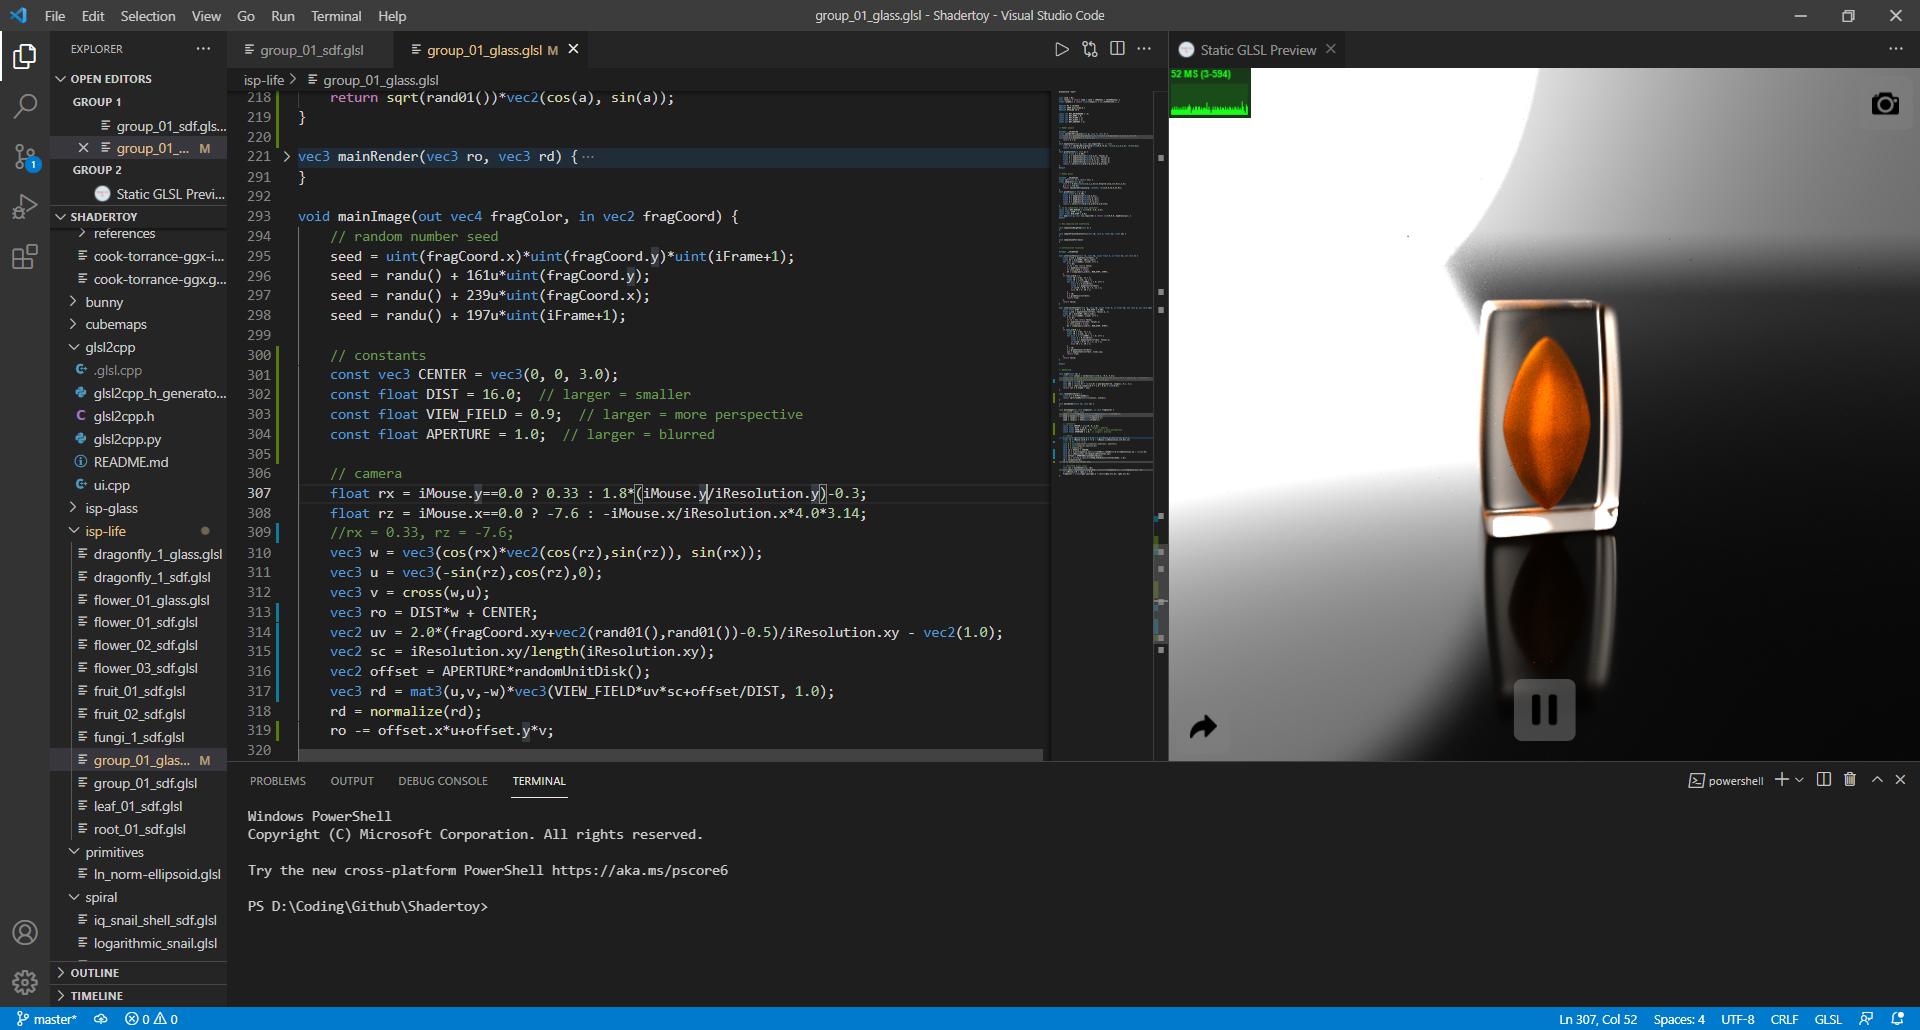 File Edit Selection View Go Run Terminal Help
group_01_glass.glsl - Shadertoy - Visual Studio Code
EXPLORER
OPEN EDITORS
GROUP 1
group_01_sdf.gls...
group_01_... M
GROUP 2
Static GLSL Previ...
SHADERTOY
references
cook-torrance-ggx-i...
cook-torrance-ggx.g...
bunny
cubemaps
glsl2cpp
.glsl.cpp
glsl2cpp_h_generato...
glsl2cpp.h
glsl2cpp.py
README.md
ui.cpp
isp-glass
isp-life
dragonfly_1_glass.glsl
dragonfly_1_sdf.glsl
flower_01_glass.glsl
flower_01_sdf.glsl
flower_02_sdf.glsl
flower_03_sdf.glsl
fruit_01_sdf.glsl
fruit_02_sdf.glsl
fungi_1_sdf.glsl
group_01_glas... M
group_01_sdf.glsl
leaf_01_sdf.glsl
root_01_sdf.glsl
primitives
ln_norm-ellipsoid.glsl
spiral
iq_snail_shell_sdf.glsl
logarithmic_snail.glsl
OUTLINE
TIMELINE
1
group_01_sdf.glsl
group_01_glass.glsl M
isp-life > group_01_glass.glsl
218 return sqrt(rand01())*vec2(cos(a), sin(a));
219 }
220
221 vec3 mainRender(vec3 ro, vec3 rd) {···
291 }
292
293 void mainImage(out vec4 fragColor, in vec2 fragCoord) {
294 // random number seed
295 seed = uint(fragCoord.x)*uint(fragCoord.y)*uint(iFrame+1);
296 seed = randu() + 161u*uint(fragCoord.y);
297 seed = randu() + 239u*uint(fragCoord.x);
298 seed = randu() + 197u*uint(iFrame+1);
299
300 // constants
301 const vec3 CENTER = vec3(0, 0, 3.0);
302 const float DIST = 16.0; // larger = smaller
303 const float VIEW_FIELD = 0.9; // larger = more perspective
304 const float APERTURE = 1.0; // larger = blurred
305
306 // camera
307 float rx = iMouse.y==0.0 ? 0.33 : 1.8*(iMouse.y/iResolution.y)-0.3;
308 float rz = iMouse.x==0.0 ? -7.6 : -iMouse.x/iResolution.x*4.0*3.14;
309 //rx = 0.33, rz = -7.6;
310 vec3 w = vec3(cos(rx)*vec2(cos(rz),sin(rz)), sin(rx));
311 vec3 u = vec3(-sin(rz),cos(rz),0);
312 vec3 v = cross(w,u);
313 vec3 ro = DIST*w + CENTER;
314 vec2 uv = 2.0*(fragCoord.xy+vec2(rand01(),rand01())-0.5)/iResolution.xy - vec2(1.0);
315 vec2 sc = iResolution.xy/length(iResolution.xy);
316 vec2 offset = APERTURE*randomUnitDisk();
317 vec3 rd = mat3(u,v,-w)*vec3(VIEW_FIELD*uv*sc+offset/DIST, 1.0);
318 rd = normalize(rd);
319 ro -= offset.x*u+offset.y*v;
320
Static GLSL Preview
52 MS (3-594)
PROBLEMS OUTPUT DEBUG CONSOLE TERMINAL
powershell
Windows PowerShell
Copyright (C) Microsoft Corporation. All rights reserved.
Try the new cross-platform PowerShell https://aka.ms/pscore6
PS D:\Coding\Github\Shadertoy>
master* 0 0
Ln 307, Col 52 Spaces: 4 UTF-8 CRLF GLSL